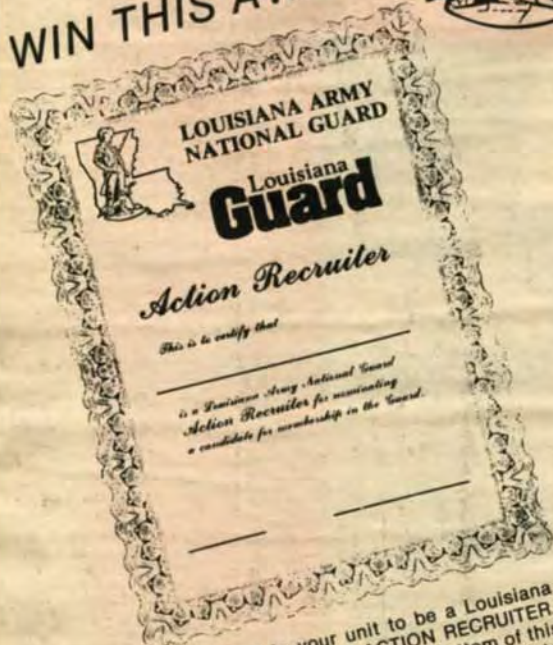 WIN THIS
LOUISIANA ARMY
NATIONAL GUARD
Louisiana
Guard
Action Recruiter
This is to certify that
is a Louisiana Army National Guard
Action Recruiter for nominating
a candidate for membership in the Guard.
your unit to be a Louisiana
ACTION RECRUITER.
of this